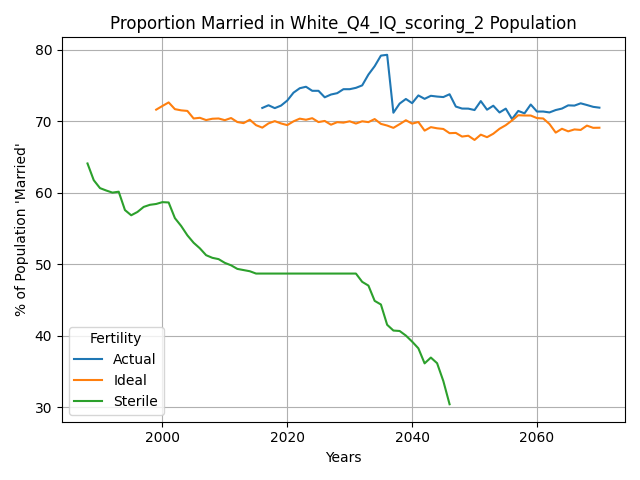 Proportion Married in White_Q4_IQ_scoring_2 Population
% of Population 'Married'
80
70
60
50
40
30
Fertility
Actual
Ideal
Sterile
2000
2020
2040
2060
Years